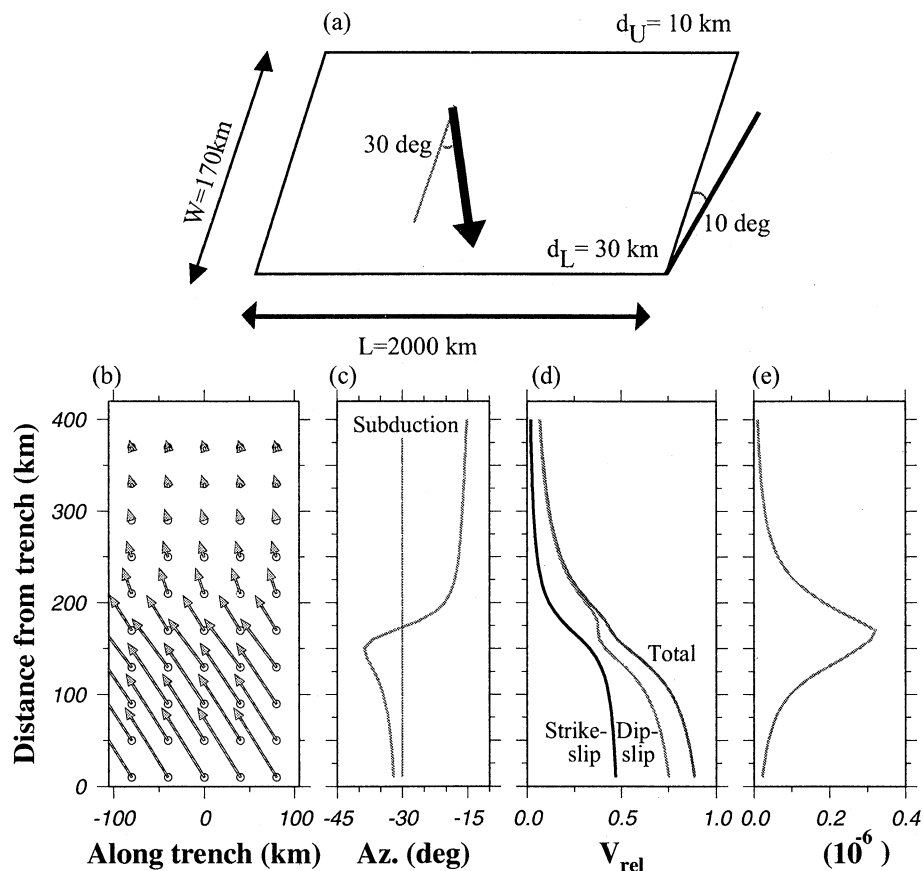 (a)
d_U = 10 km
W=170km
30 deg
10 deg
d_L = 30 km
L=2000 km
(b)
(c)
(d)
(e)
Distance from trench (km)
400
300
200
100
0
Subduction
Total
Strike-slip
Dip-slip
-100 0 100
-45 -30 -15
0.0 0.5 1.0
0.0 0.2 0.4
Along trench (km)
Az. (deg)
V_rel
(10^-6)